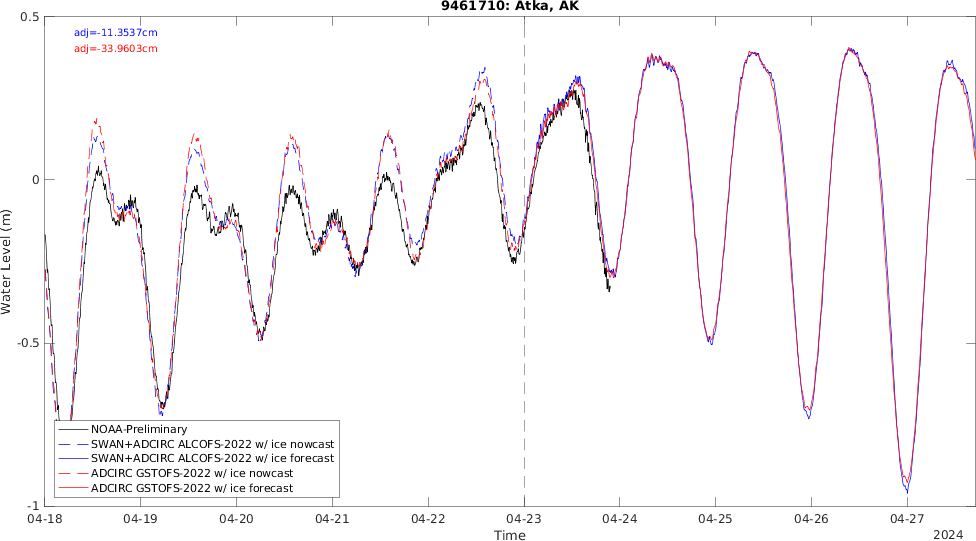 9461710: Atka, AK
adj=-11.3537cm
adj=-33.9603cm
0.5
0
-0.5
-1
Water Level (m)
NOAA-Preliminary
SWAN+ADCIRC ALCOFS-2022 w/ ice nowcast
SWAN+ADCIRC ALCOFS-2022 w/ ice forecast
ADCIRC GSTOFS-2022 w/ ice nowcast
ADCIRC GSTOFS-2022 w/ ice forecast
04-18 04-19 04-20 04-21 04-22 04-23 04-24 04-25 04-26 04-27
Time
2024